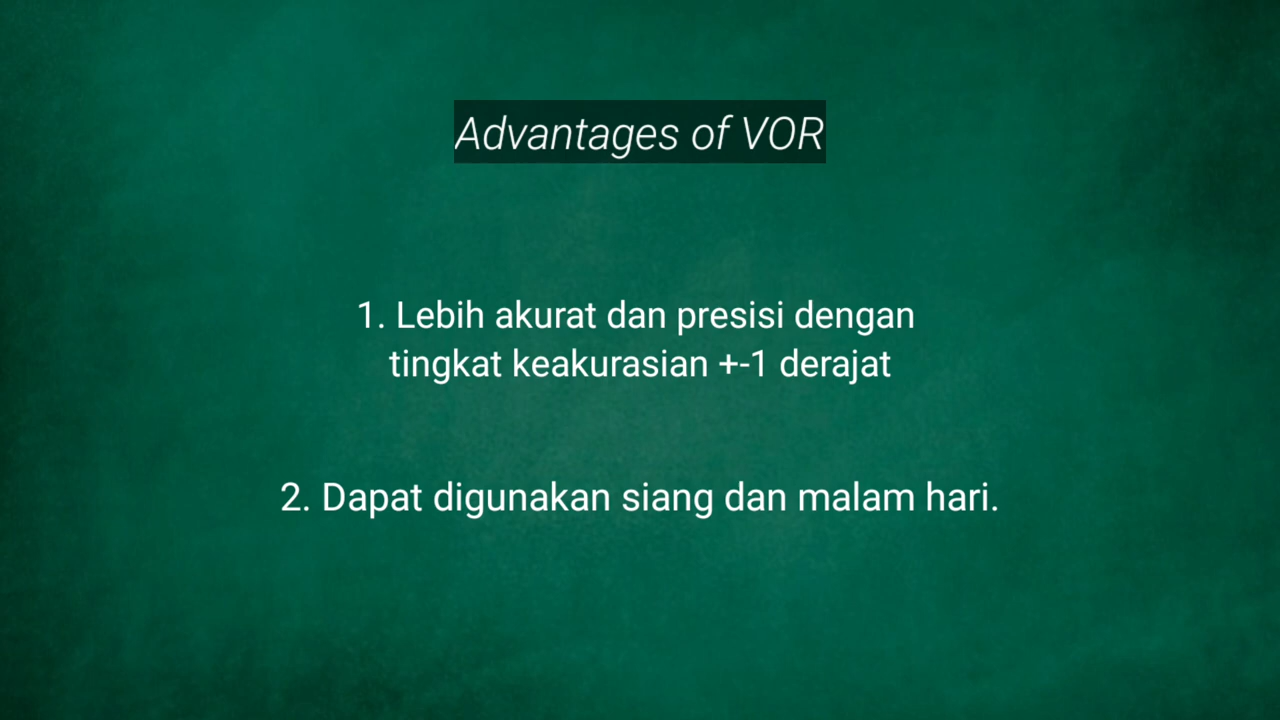 Advantages of VOR
1. Lebih akurat dan presisi dengan
tingkat keakurasian +-1 derajat
2. Dapat digunakan siang dan malam hari.